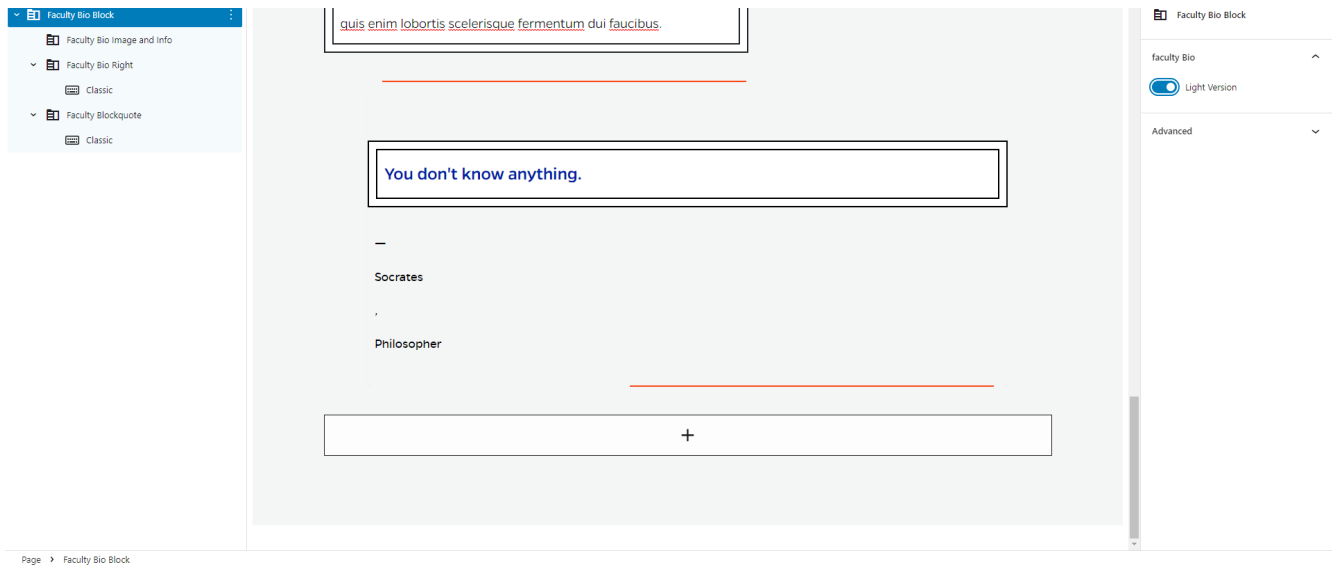 Faculty Bio Block
Faculty Bio Image and Info
Faculty Bio Right
Classic
Faculty Blockquote
Classic
quis enim lobortis scelerisque fermentum dui faucibus.
You don't know anything.
—
Socrates
,
Philosopher
+
Faculty Bio Block
faculty Bio
Light Version
Advanced
Page > Faculty Bio Block